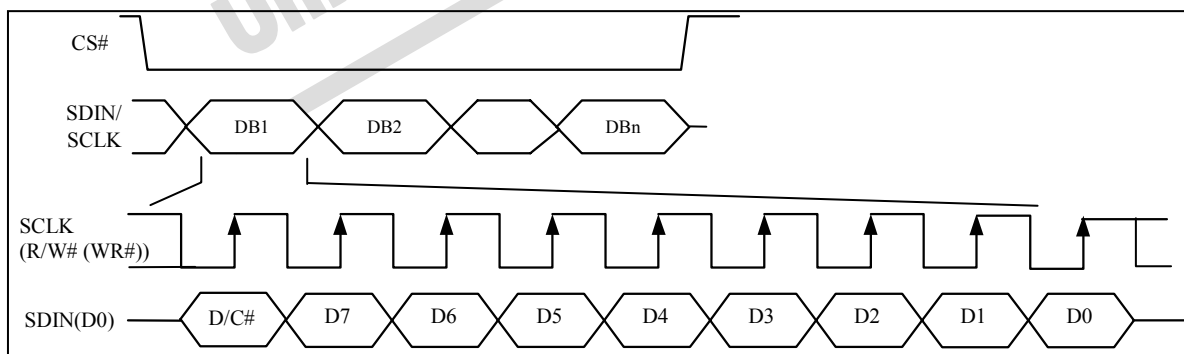 CS#
SDIN/
SCLK
DB1 DB2 DBn
SCLK
(R/W# (WR#))
SDIN(D0) D/C# D7 D6 D5 D4 D3 D2 D1 D0